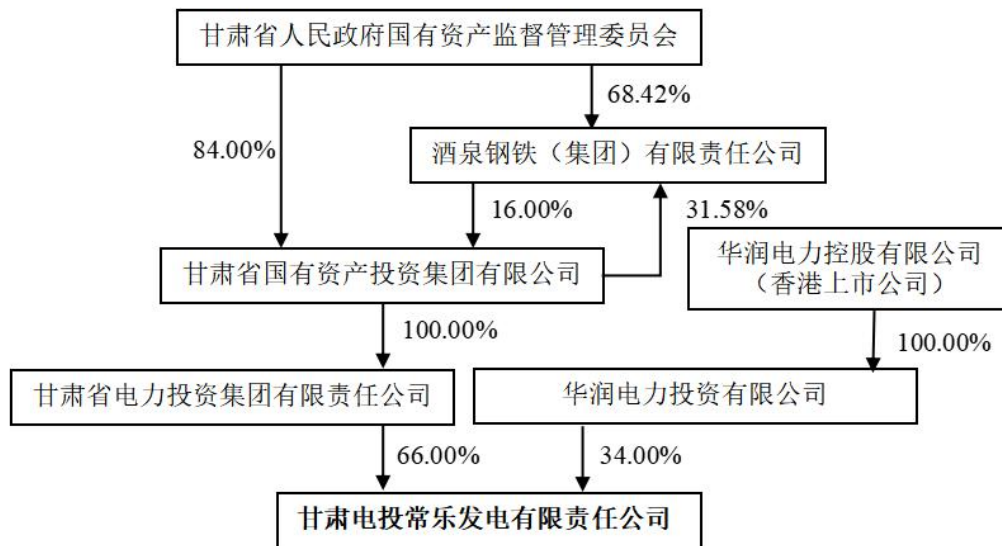 甘肃省人民政府国有资产监督管理委员会
68.42%
84.00%
酒泉钢铁（集团）有限责任公司
16.00%
31.58%
甘肃省国有资产投资集团有限公司
华润电力控股有限公司
（香港上市公司）
100.00%
100.00%
甘肃省电力投资集团有限责任公司
华润电力投资有限公司
66.00%
34.00%
甘肃电投常乐发电有限责任公司